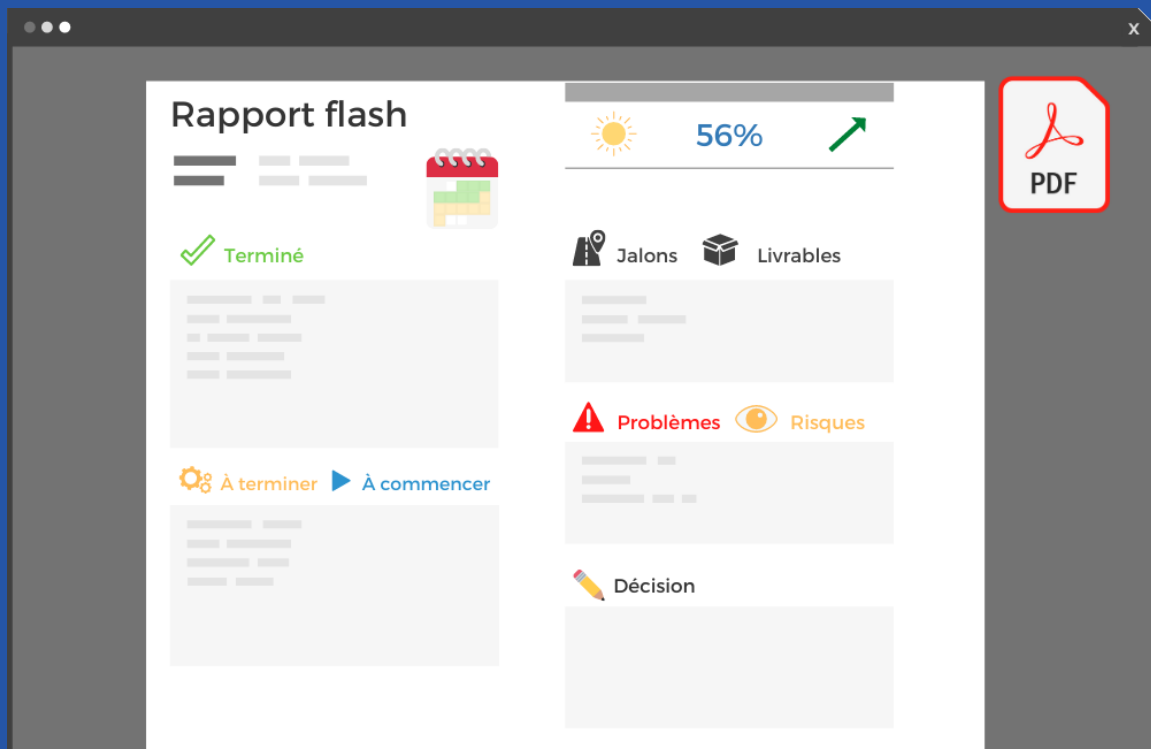 X
Rapport flash
56%
PDF
Terminé
Jalons Livrables
Problèmes Risques
À terminer À commencer
Décision